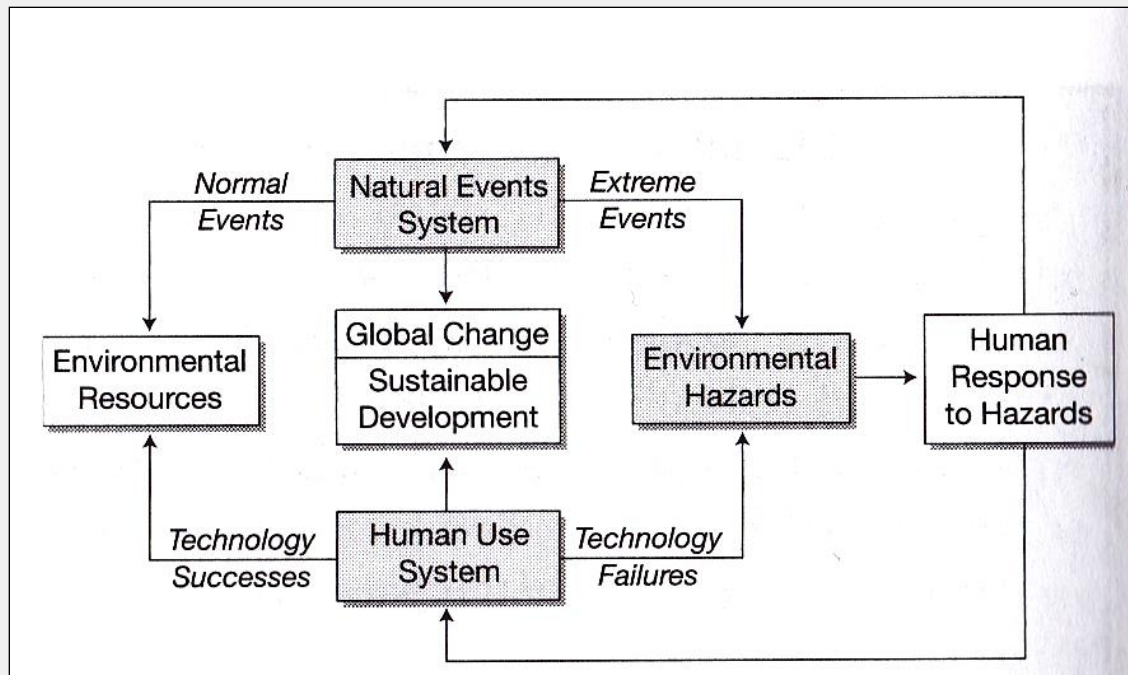 Normal
Events
Natural Events
System
Extreme
Events
Environmental
Resources
Global Change
Sustainable
Development
Environmental
Hazards
Human
Response
to Hazards
Technology
Successes
Human Use
System
Technology
Failures